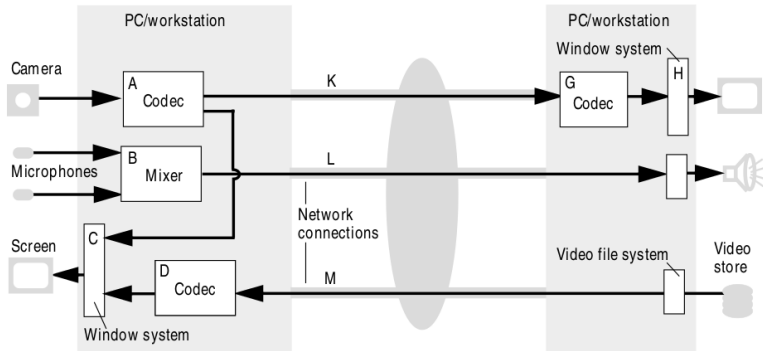 PC/workstation
PC/workstation
Window system
Camera
K
A
Codec
G
Codec
H
B
Mixer
L
Microphones
Network
connections
C
Screen
Video file system
Video
store
D
Codec
M
Window system